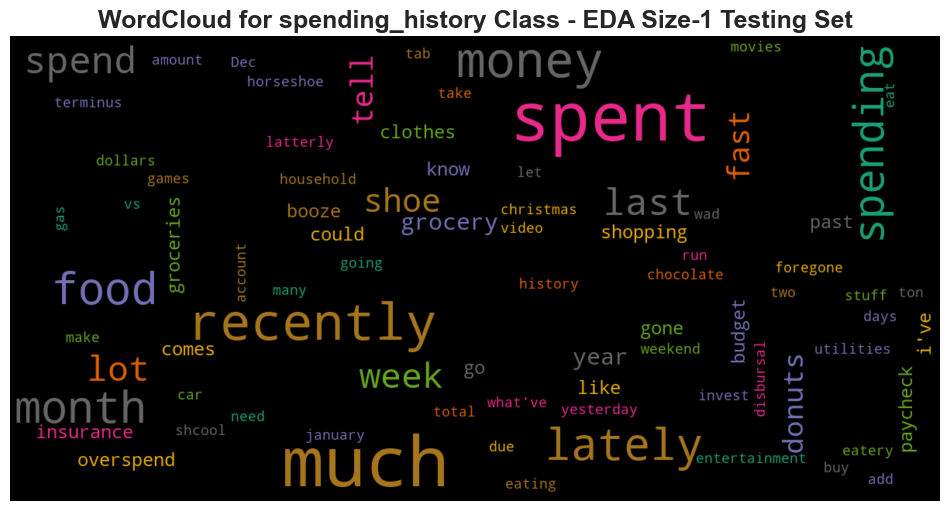 WordCloud for spending_history Class - EDA Size-1 Testing Set
spend
amount
Dec
horseshoe
terminus
tell
tab
take
money
movies
spending
eat
spent
fast
latterly
clothes
dollars
games
know
let
household
vs
gas
groceries
booze
shoe
grocery
christmas
video
last
wad
shopping
past
could
account
going
many
history
run
chocolate
foregone
two
stuff
ton
food
recently
days
i've
make
comes
gone
weekend
budget
utilities
lot
week
go
year
like
disbursal
invest
donuts
paycheck
month
car
need
total
what've
yesterday
insurance
shcool
january
overspend
much
due
lately
entertainment
eatery
buy
add
eating